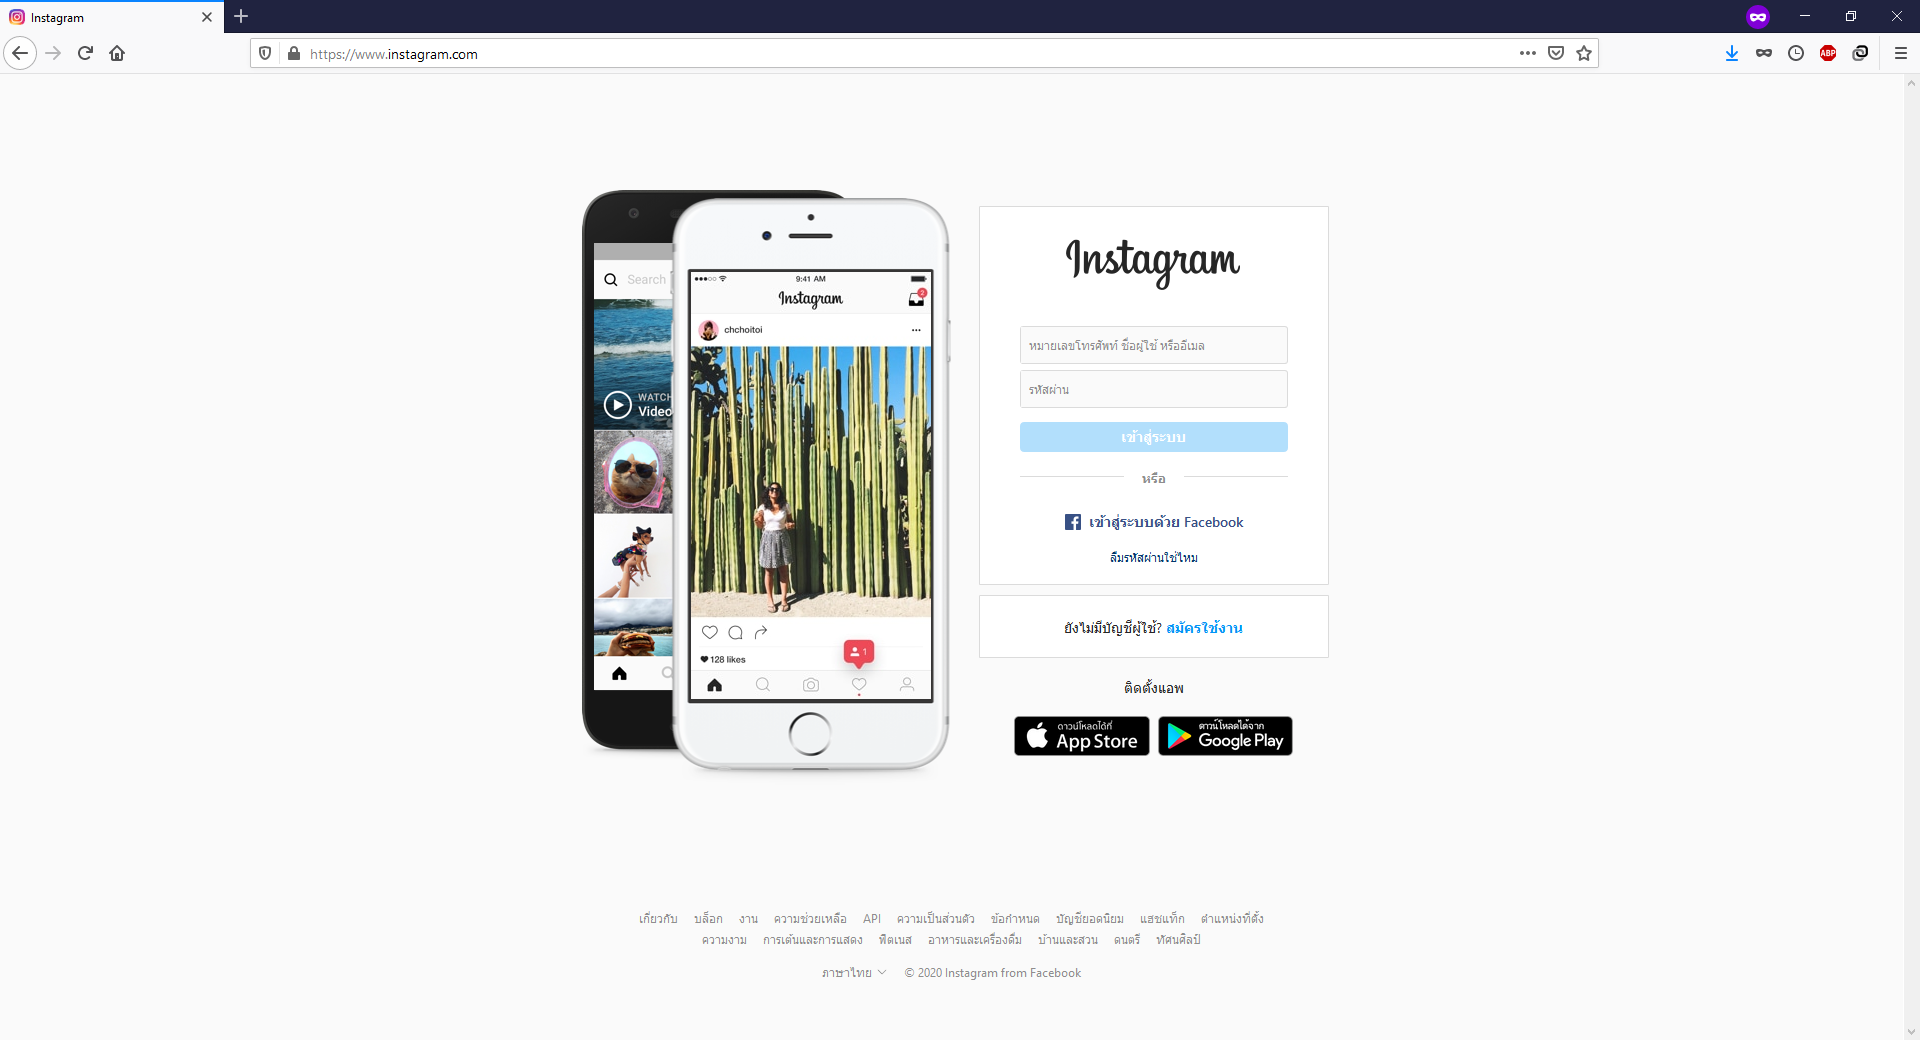 Instagram
https://www.instagram.com
ABP
Search
WATCH
Video
9:41 AM
Instagram
2
chchoitoi
128 likes
1
Instagram
หมายเลขโทรศัพท์ ชื่อผู้ใช้ หรืออีเมล
รหัสผ่าน
เข้าสู่ระบบ
หรือ
เข้าสู่ระบบด้วย Facebook
ลืมรหัสผ่านใช่ไหม
ยังไม่มีบัญชีผู้ใช้? สมัครใช้งาน
ติดตั้งแอพ
ดาวน์โหลดได้ที่
App Store
ดาวน์โหลดได้จาก
Google Play
เกี่ยวกับ บล็อก งาน ความช่วยเหลือ API ความเป็นส่วนตัว ข้อกำหนด บัญชียอดนิยม แฮชแท็ก ตำแหน่งที่ตั้ง
ความงาม การเต้นและการแสดง ฟิตเนส อาหารและเครื่องดื่ม บ้านและสวน ดนตรี ทัศนศิลป์
ภาษาไทย © 2020 Instagram from Facebook